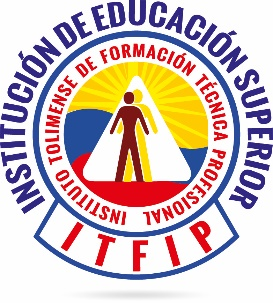 INSTITUCIÓN DE EDUCACIÓN SUPERIOR
INSTITUTO TOLIMENSE DE FORMACIÓN TÉCNICA PROFESIONAL
ITFIP